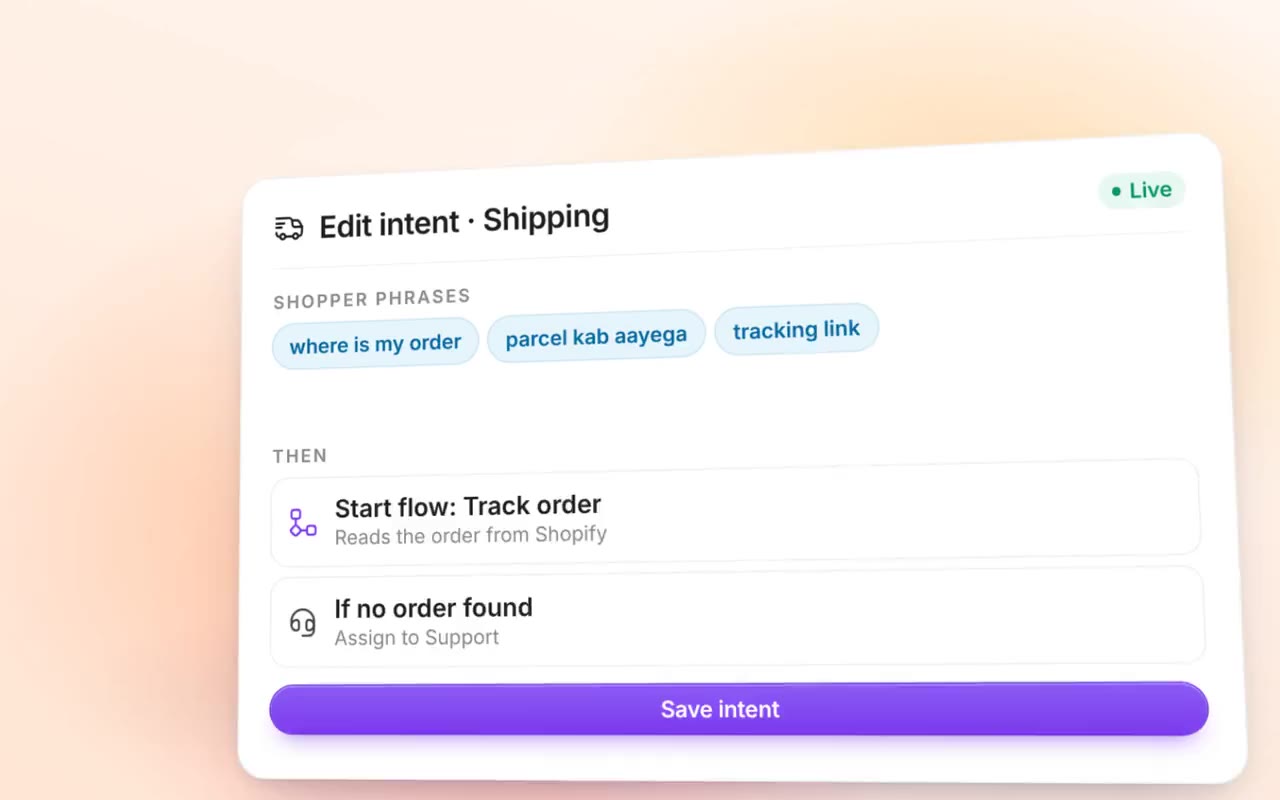 Edit intent · Shipping
Live
SHOPPER PHRASES
where is my order
parcel kab aayega
tracking link
THEN
Start flow: Track order
Reads the order from Shopify
If no order found
Assign to Support
Save intent